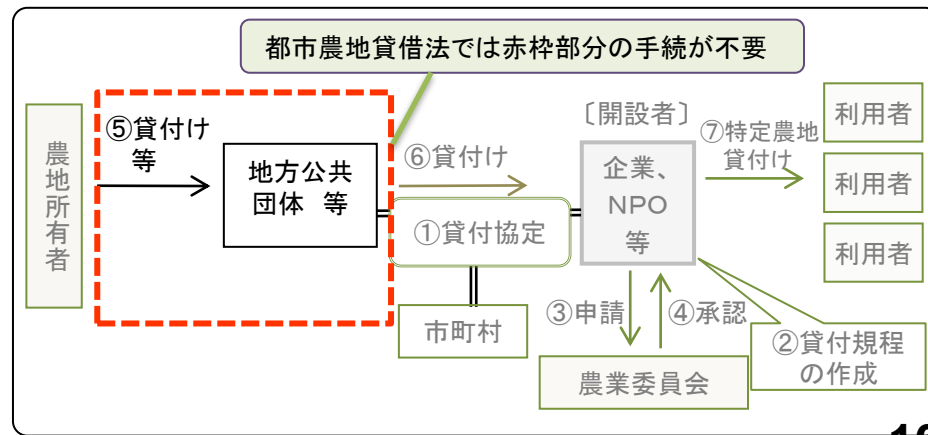 都市農地貸借法では赤枠部分の手続が不要
農地所有者
⑤貸付け
等
地方公共
団体 等
⑥貸付け
①貸付協定
市町村
〔開設者〕
企業、
NPO
等
③申請
④承認
農業委員会
②貸付規程
の作成
⑦特定農地
貸付け
利用者
利用者
利用者